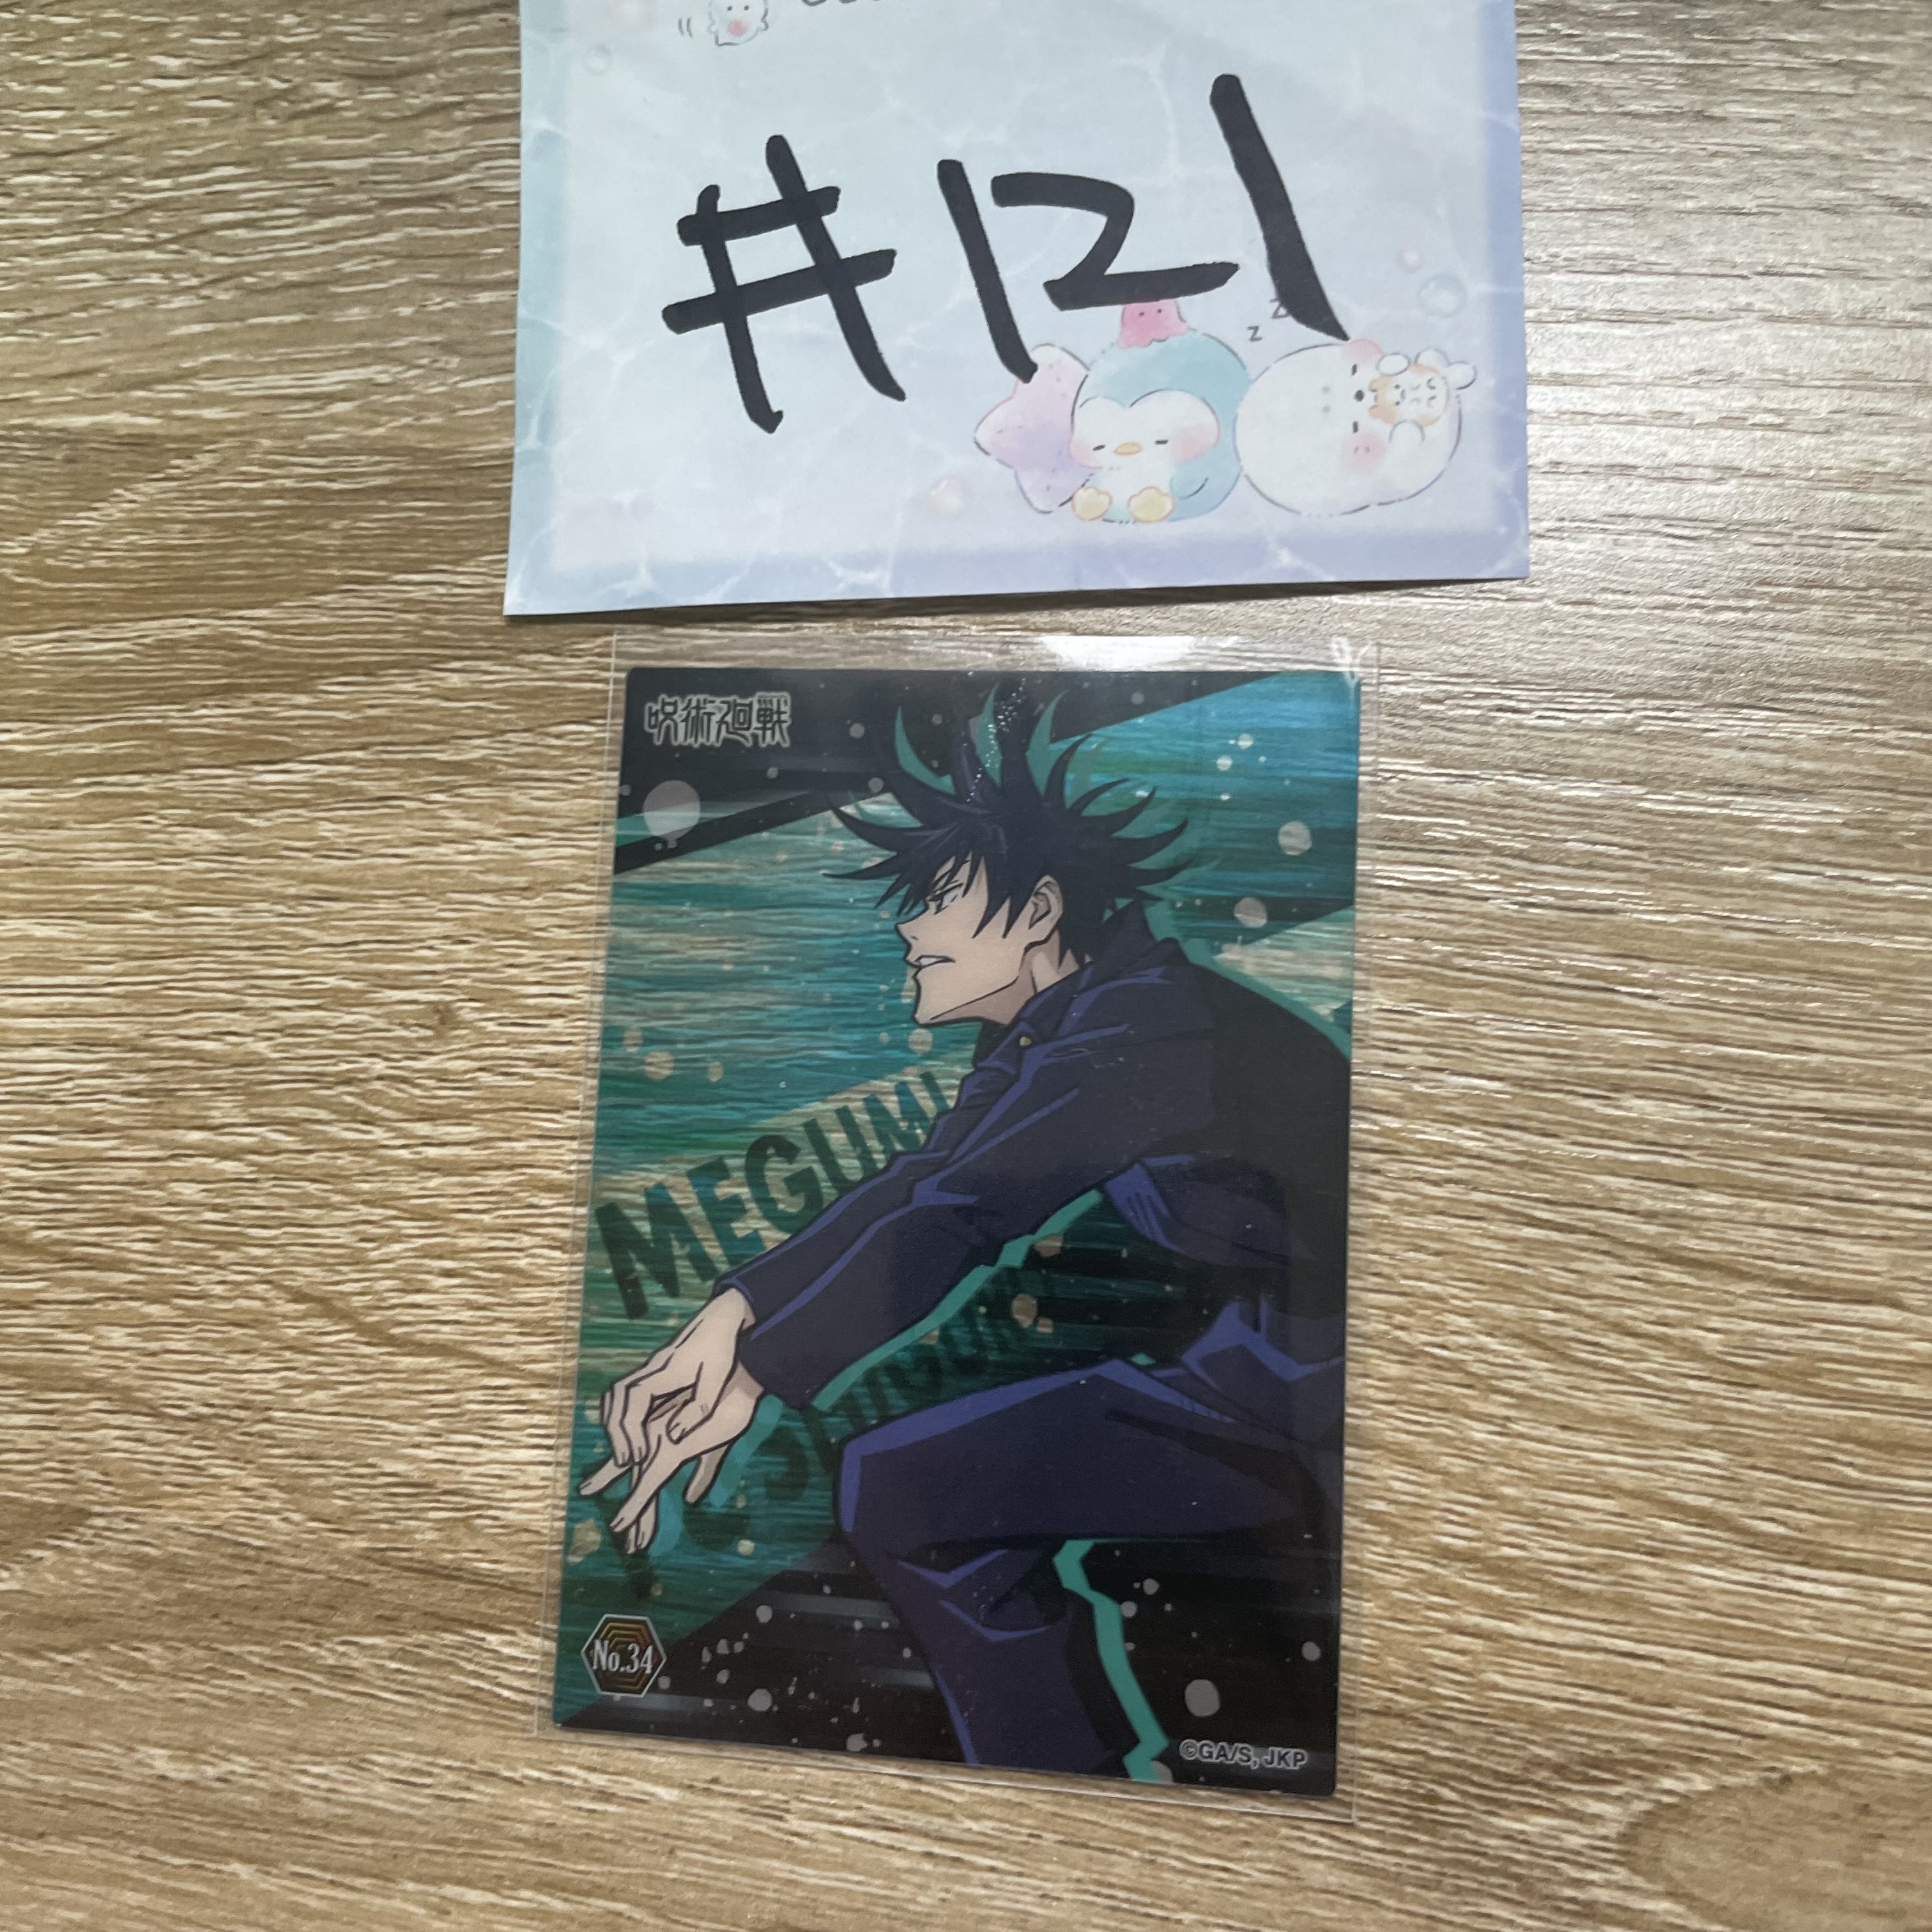 #121
z z
呪術廻戦
MEGUMI
FUSHIGURO
No.34
©GA/S, JKP